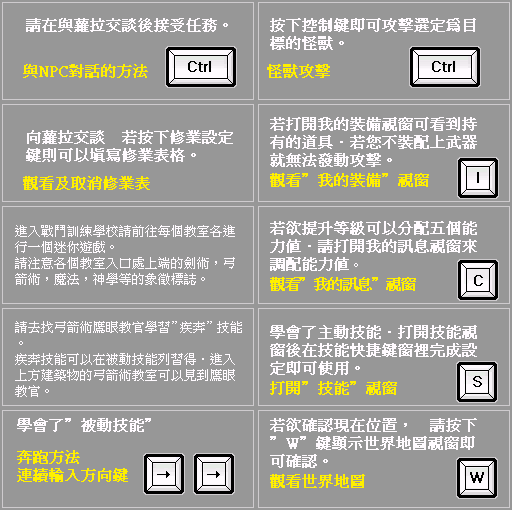 請在與蘿拉交談後接受任務。
與NPC對話的方法
Ctrl
按下控制鍵即可攻擊選定爲目
標的怪獸。
怪獸攻擊
Ctrl
向蘿拉交談 若按下修業設定
鍵則可以填寫修業表格。
觀看及取消修業表
若打開我的裝備視窗可看到持
有的道具．若您不裝配上武器
就無法發動攻擊。
觀看”我的裝備”視窗
I
進入戰鬥訓練學校請前往每個教室各進
行一個迷你遊戲。
請注意各個教室入口處上端的劍術，弓
箭術，魔法，神學等的象徵標誌。
若欲提升等級可以分配五個能
力値．請打開我的訊息視窗來
調配能力値。
觀看”我的訊息”視窗
C
請去找弓箭術鷹眼教官學習”疾奔”技能
。
疾奔技能可以在被動技能列習得．進入
上方建築物的弓箭術教室可以見到鷹眼
教官。
學會了主動技能．打開技能視
窗後在技能快捷鍵窗裡完成設
定即可使用。
打開”技能”視窗
S
學會了”被動技能”
奔跑方法
連續輸入方向鍵
→ →
若欲確認現在位置， 請按下
”W”鍵顯示世界地圖視窗即
可確認。
觀看世界地圖
W